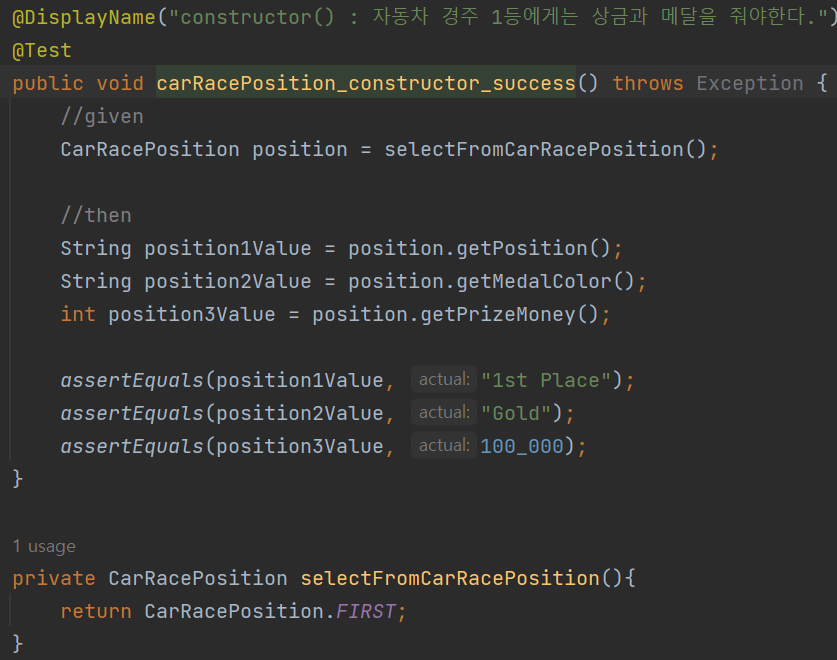 @DisplayName("constructor() : 자동차 경주 1등에게는 상금과 메달을 줘야한다.")
@Test
public void carRacePosition_constructor_success() throws Exception {
//given
CarRacePosition position = selectFromCarRacePosition();
//then
String position1Value = position.getPosition();
String position2Value = position.getMedalColor();
int position3Value = position.getPrizeMoney();
assertEquals(position1Value, actual: "1st Place");
assertEquals(position2Value, actual: "Gold");
assertEquals(position3Value, actual: 100_000);
}
1 usage
private CarRacePosition selectFromCarRacePosition(){
return CarRacePosition.FIRST;
}